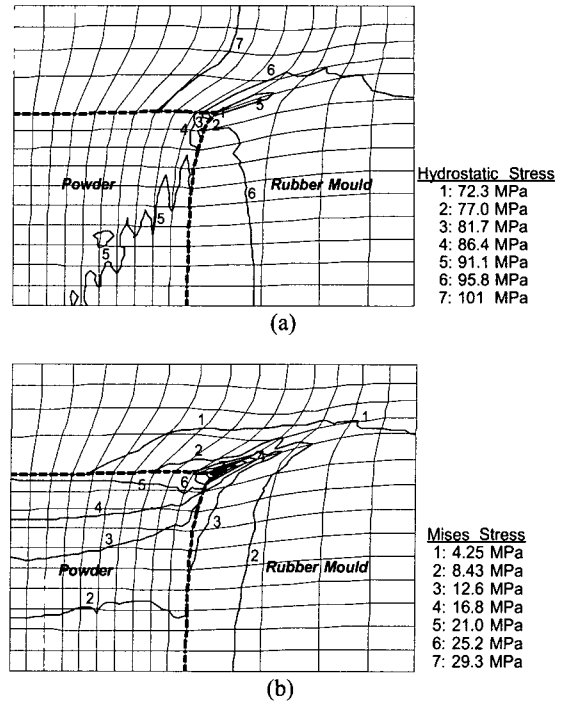 7
6
5
1
3
2
4
Powder
Rubber Mould
6
5
5
Hydrostatic Stress
1: 72.3 MPa
2: 77.0 MPa
3: 81.7 MPa
4: 86.4 MPa
5: 91.1 MPa
6: 95.8 MPa
7: 101 MPa
(a)
1
1
2
5
6
4
3
3
Powder
Rubber Mould
2
2
Mises Stress
1: 4.25 MPa
2: 8.43 MPa
3: 12.6 MPa
4: 16.8 MPa
5: 21.0 MPa
6: 25.2 MPa
7: 29.3 MPa
(b)